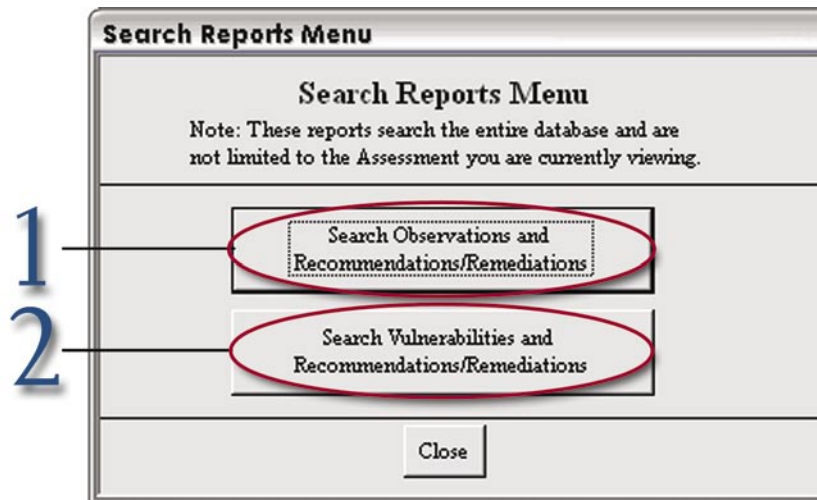 Search Reports Menu
Search Reports Menu
Note: These reports search the entire database and are
not limited to the Assessment you are currently viewing.
1
Search Observations and
Recommendations/Remediations
2
Search Vulnerabilities and
Recommendations/Remediations
Close